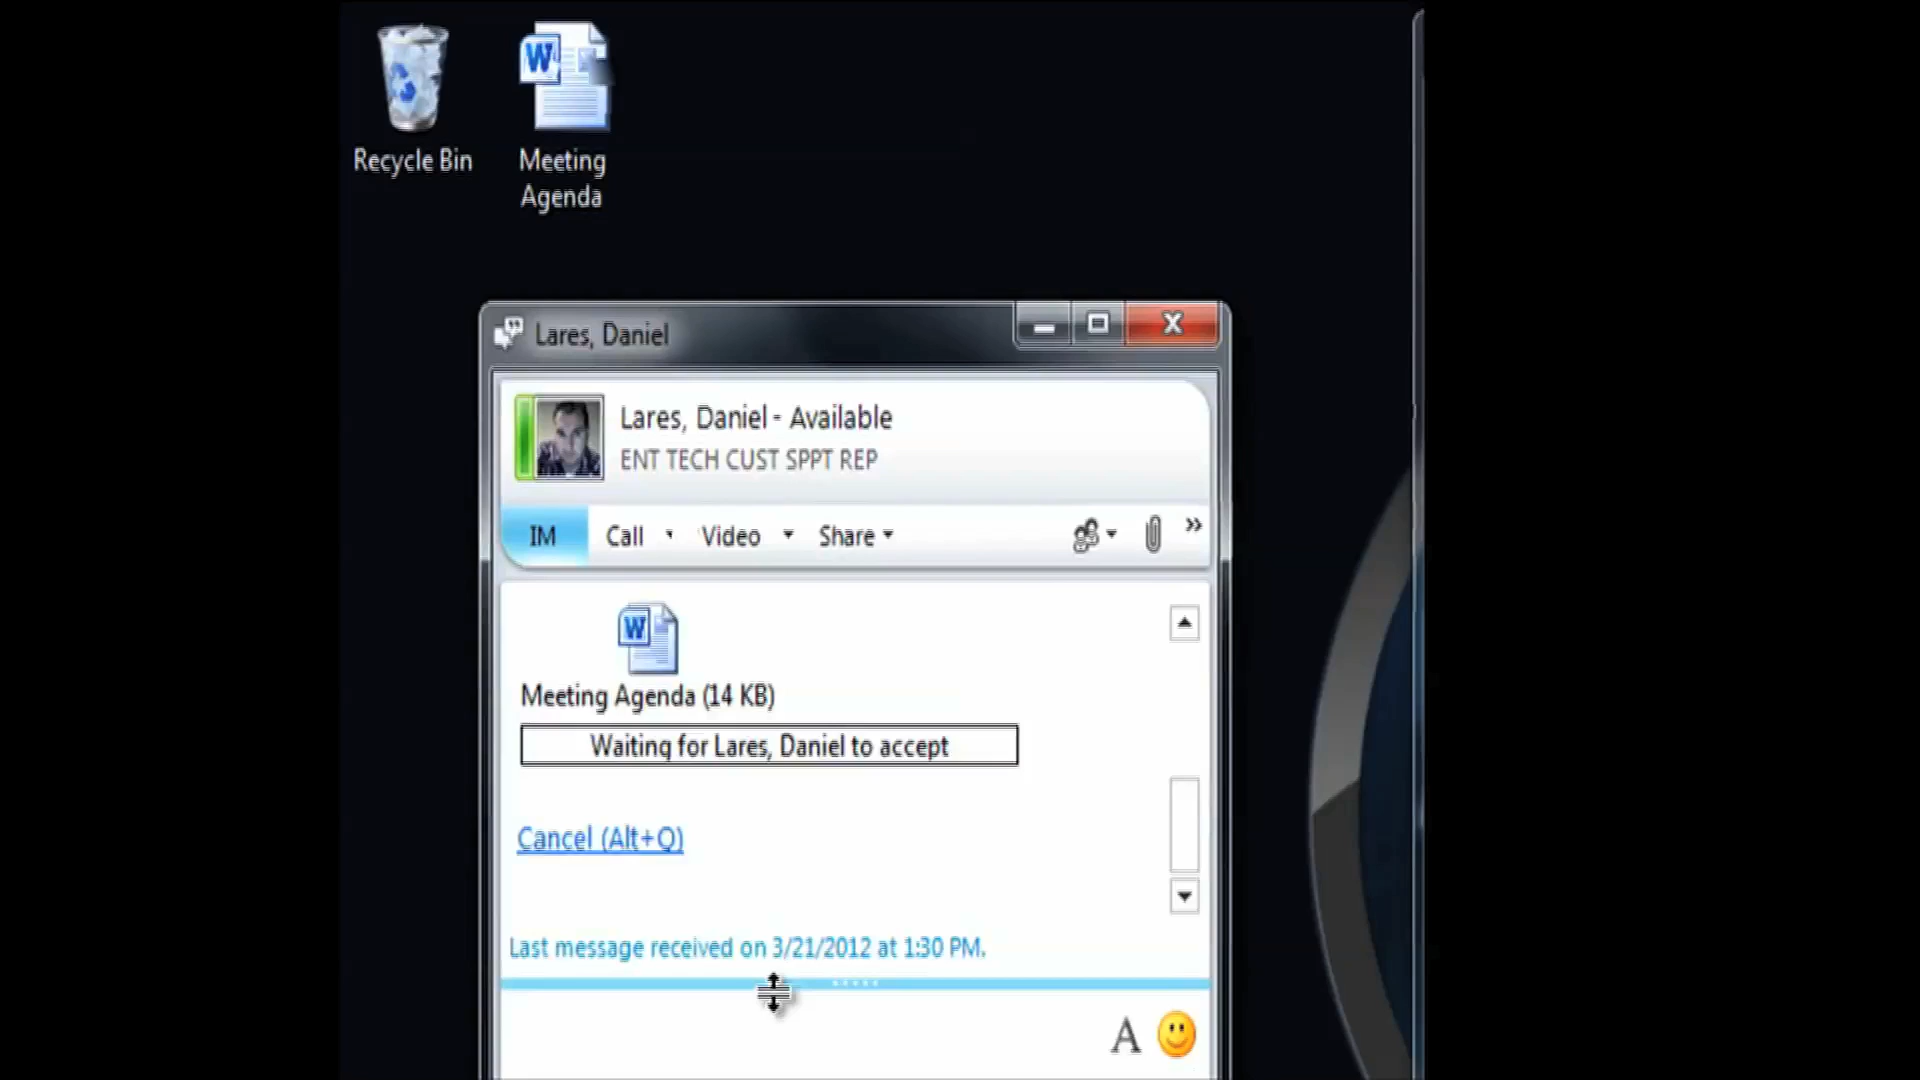 Recycle Bin
Meeting
Agenda
Lares, Daniel
Lares, Daniel - Available
ENT TECH CUST SPPT REP
IM Call Video Share
Meeting Agenda (14 KB)
Waiting for Lares, Daniel to accept
Cancel (Alt+Q)
Last message received on 3/21/2012 at 1:30 PM.
A